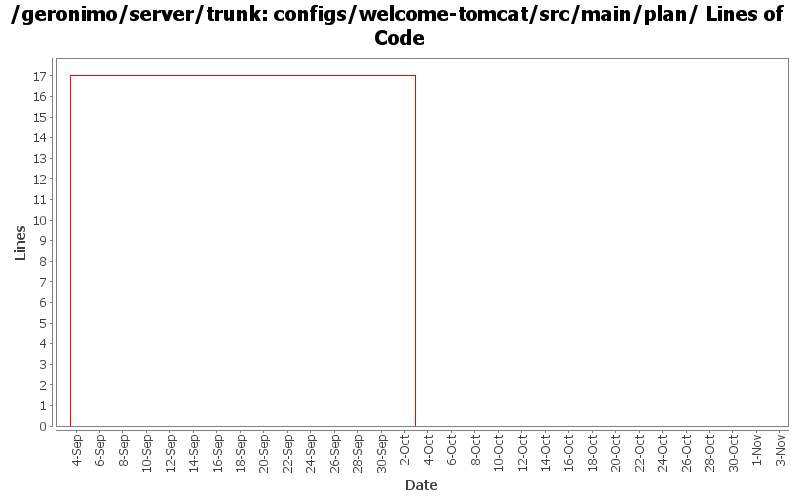 /geronimo/server/trunk: configs/welcome-tomcat/src/main/plan/ Lines of
Code
Lines
17
16
15
14
13
12
11
10
9
8
7
6
5
4
3
2
1
0
4-Sep
6-Sep
8-Sep
10-Sep
12-Sep
14-Sep
16-Sep
18-Sep
20-Sep
22-Sep
24-Sep
26-Sep
28-Sep
30-Sep
2-Oct
4-Oct
6-Oct
8-Oct
10-Oct
12-Oct
14-Oct
16-Oct
18-Oct
20-Oct
22-Oct
24-Oct
26-Oct
28-Oct
30-Oct
1-Nov
3-Nov
Date